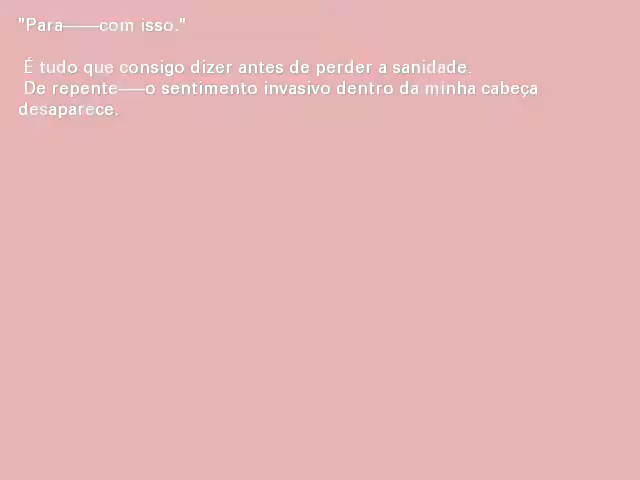 "Para───com isso."
É tudo que consigo dizer antes de perder a sanidade.
De repente──o sentimento invasivo dentro da minha cabeça
desaparece.